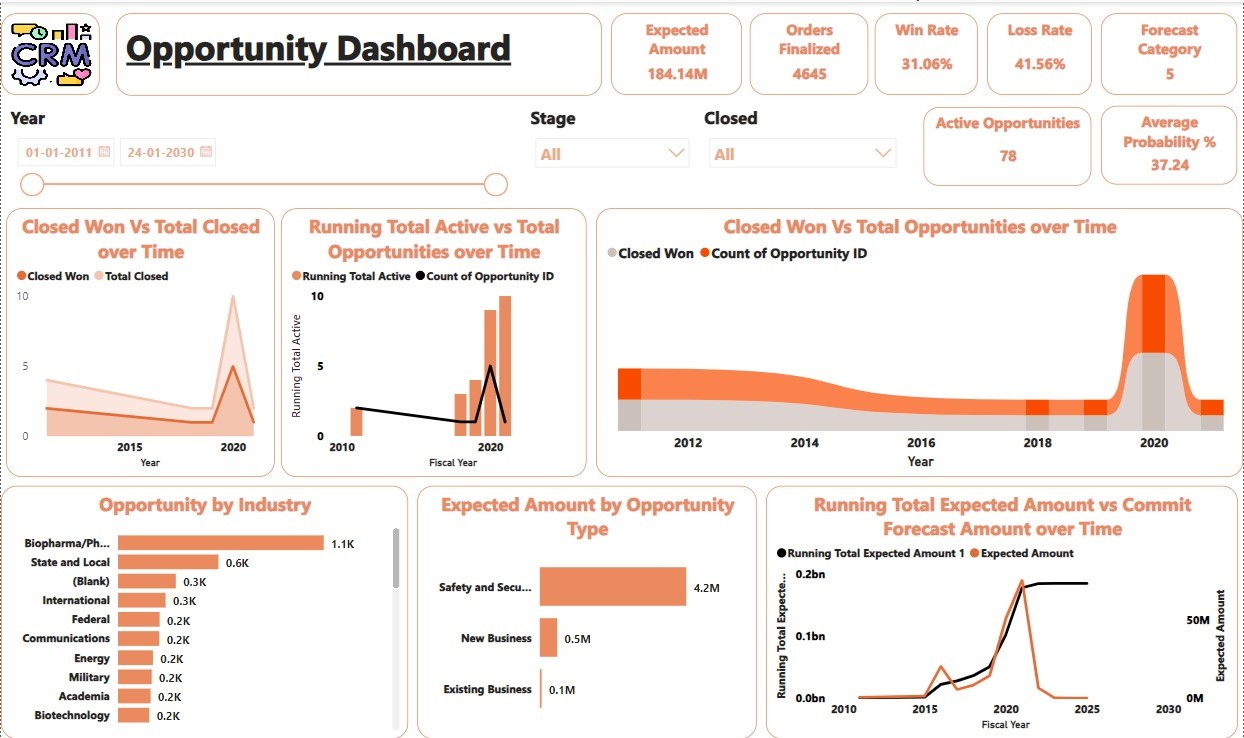 CRM
Opportunity Dashboard
Expected
Amount
184.14M
Orders
Finalized
4645
Win Rate
31.06%
Loss Rate
41.56%
Forecast
Category
5
Year
01-01-2011
24-01-2030
Stage
All
Closed
All
Active Opportunities
78
Average
Probability %
37.24
Closed Won Vs Total Closed
over Time
Closed Won Total Closed
10
5
0
2015 2020
Year
Running Total Active vs Total
Opportunities over Time
Running Total Active Count of Opportunity ID
Running Total Active
10
5
0
2010 2020
Fiscal Year
Closed Won Vs Total Opportunities over Time
Closed Won Count of Opportunity ID
2012 2014 2016 2018 2020
Year
Opportunity by Industry
Biopharma/Ph... 1.1K
State and Local 0.6K
(Blank) 0.3K
International 0.3K
Federal 0.2K
Communications 0.2K
Energy 0.2K
Military 0.2K
Academia 0.2K
Biotechnology 0.2K
Expected Amount by Opportunity
Type
Safety and Secu... 4.2M
New Business 0.5M
Existing Business 0.1M
Running Total Expected Amount vs Commit
Forecast Amount over Time
Running Total Expected Amount 1 Expected Amount
Running Total Expecte...
0.2bn
0.1bn
0.0bn
50M
0M
Expected Amount
2010 2015 2020 2025 2030
Fiscal Year